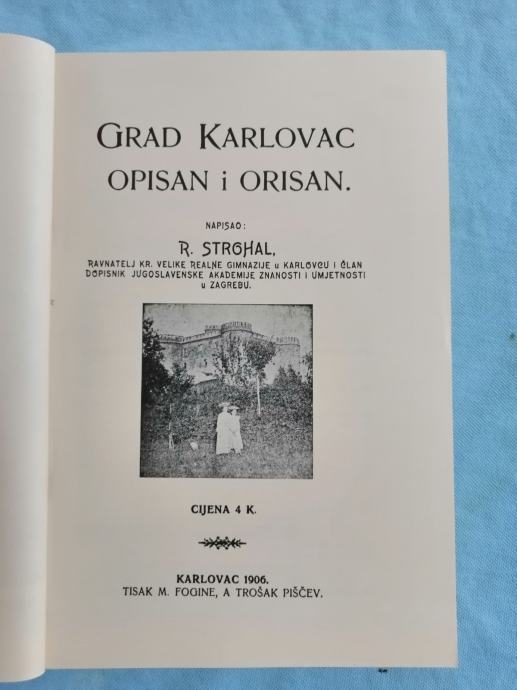 GRAD KARLOVAC
OPISAN i ORISAN.
NAPISAO:
R. STROHAL,
RAVNATELJ KR. VELIKE REALNE GIMNAZIJE u KARLOVCU I ČLAN
DOPISNIK JUGOSLAVENSKE AKADEMIJE ZNANOSTI I UMJETNOSTI
u ZAGREBU.
CIJENA 4 K.
KARLOVAC 1906.
TISAK M. FOGINE, A TROŠAK PIŠČEV.